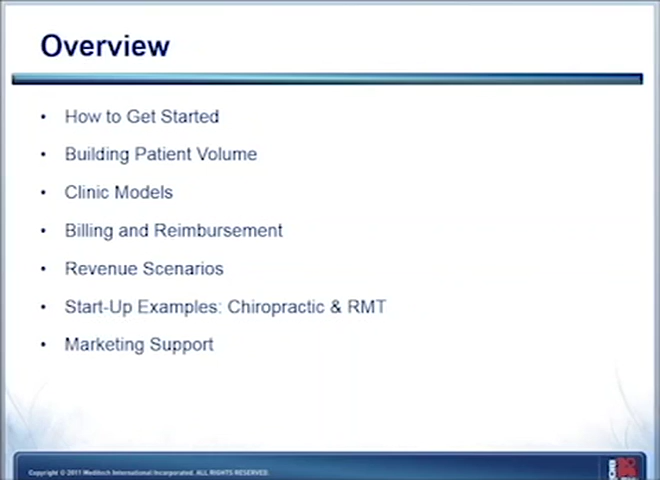 Overview
• How to Get Started
• Building Patient Volume
• Clinic Models
• Billing and Reimbursement
• Revenue Scenarios
• Start-Up Examples: Chiropractic & RMT
• Marketing Support
Copyright © 2011 Meditech International Incorporated. ALL RIGHTS RESERVED.